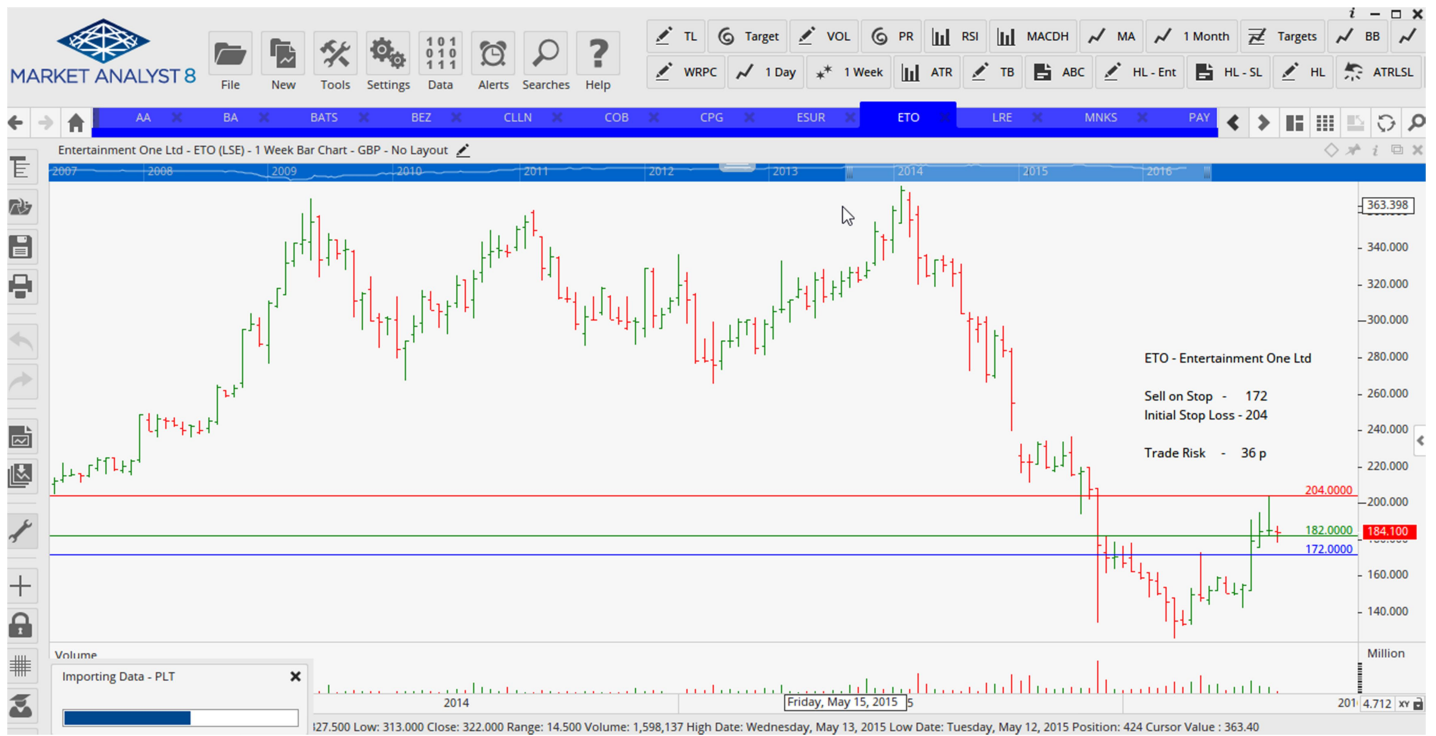 MARKET ANALYST 8
File New Tools Settings Data Alerts Searches Help
TL Target VOL PR RSI MACDH MA 1 Month Targets BB
WRPC 1 Day 1 Week ATR TB ABC HL - Ent HL - SL HL ATRLSL
AA BA BATS BEZ CLLN COB CPG ESUR ETO LRE MNKS PAY
Entertainment One Ltd - ETO (LSE) - 1 Week Bar Chart - GBP - No Layout
2007 2008 2009 2010 2011 2012 2013 2014 2015 2016
363.398
340.000
320.000
300.000
280.000
ETO - Entertainment One Ltd
260.000
Sell on Stop - 172
Initial Stop Loss - 204
240.000
Trade Risk - 36 p
220.000
204.0000
200.000
182.0000 184.100
172.0000
160.000
140.000
Volume Million
Importing Data - PLT
2014 Friday, May 15, 2015 5 201 4.712 XY
327.500 Low: 313.000 Close: 322.000 Range: 14.500 Volume: 1,598,137 High Date: Wednesday, May 13, 2015 Low Date: Tuesday, May 12, 2015 Position: 424 Cursor Value : 363.40